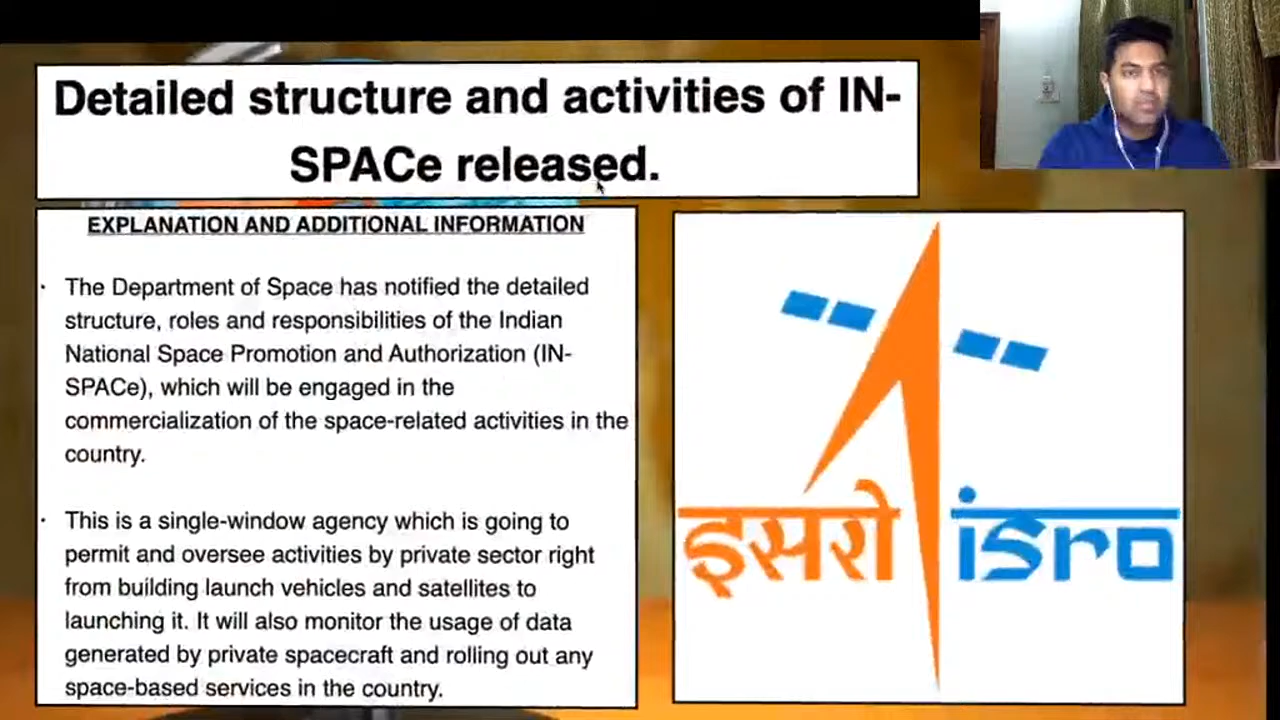 Detailed structure and activities of IN-
SPACe released.
EXPLANATION AND ADDITIONAL INFORMATION
· The Department of Space has notified the detailed
structure, roles and responsibilities of the Indian
National Space Promotion and Authorization (IN-
SPACe), which will be engaged in the
commercialization of the space-related activities in the
country.
· This is a single-window agency which is going to
permit and oversee activities by private sector right
from building launch vehicles and satellites to
launching it. It will also monitor the usage of data
generated by private spacecraft and rolling out any
space-based services in the country.
इसरो isro